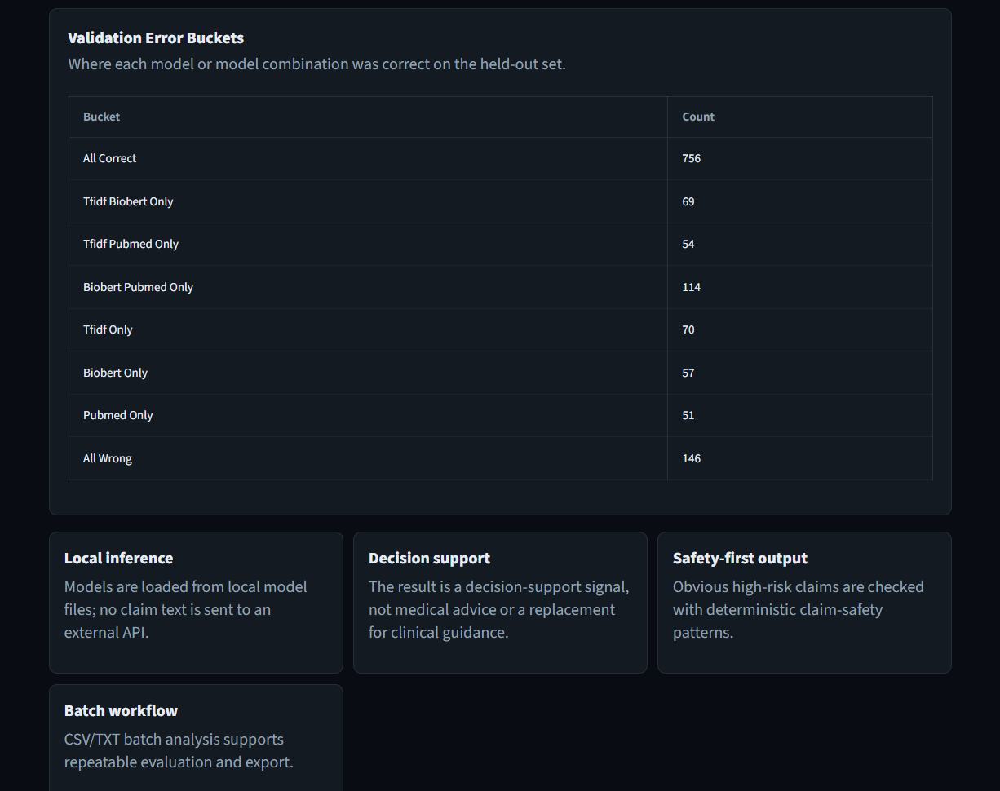 Validation Error Buckets
Where each model or model combination was correct on the held-out set.
Bucket Count
All Correct 756
Tfidf Biobert Only 69
Tfidf Pubmed Only 54
Biobert Pubmed Only 114
Tfidf Only 70
Biobert Only 57
Pubmed Only 51
All Wrong 146
Local inference
Models are loaded from local model
files; no claim text is sent to an
external API.
Decision support
The result is a decision-support signal,
not medical advice or a replacement
for clinical guidance.
Safety-first output
Obvious high-risk claims are checked
with deterministic claim-safety
patterns.
Batch workflow
CSV/TXT batch analysis supports
repeatable evaluation and export.